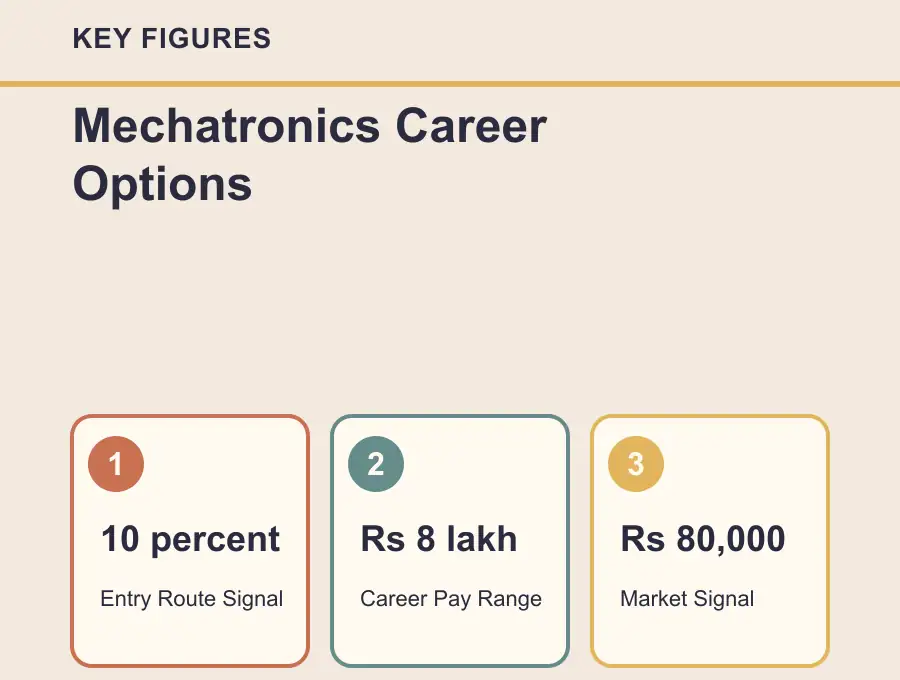 KEY FIGURES
Mechatronics Career
Options
1
10 percent
Entry Route Signal
2
Rs 8 lakh
Career Pay Range
3
Rs 80,000
Market Signal